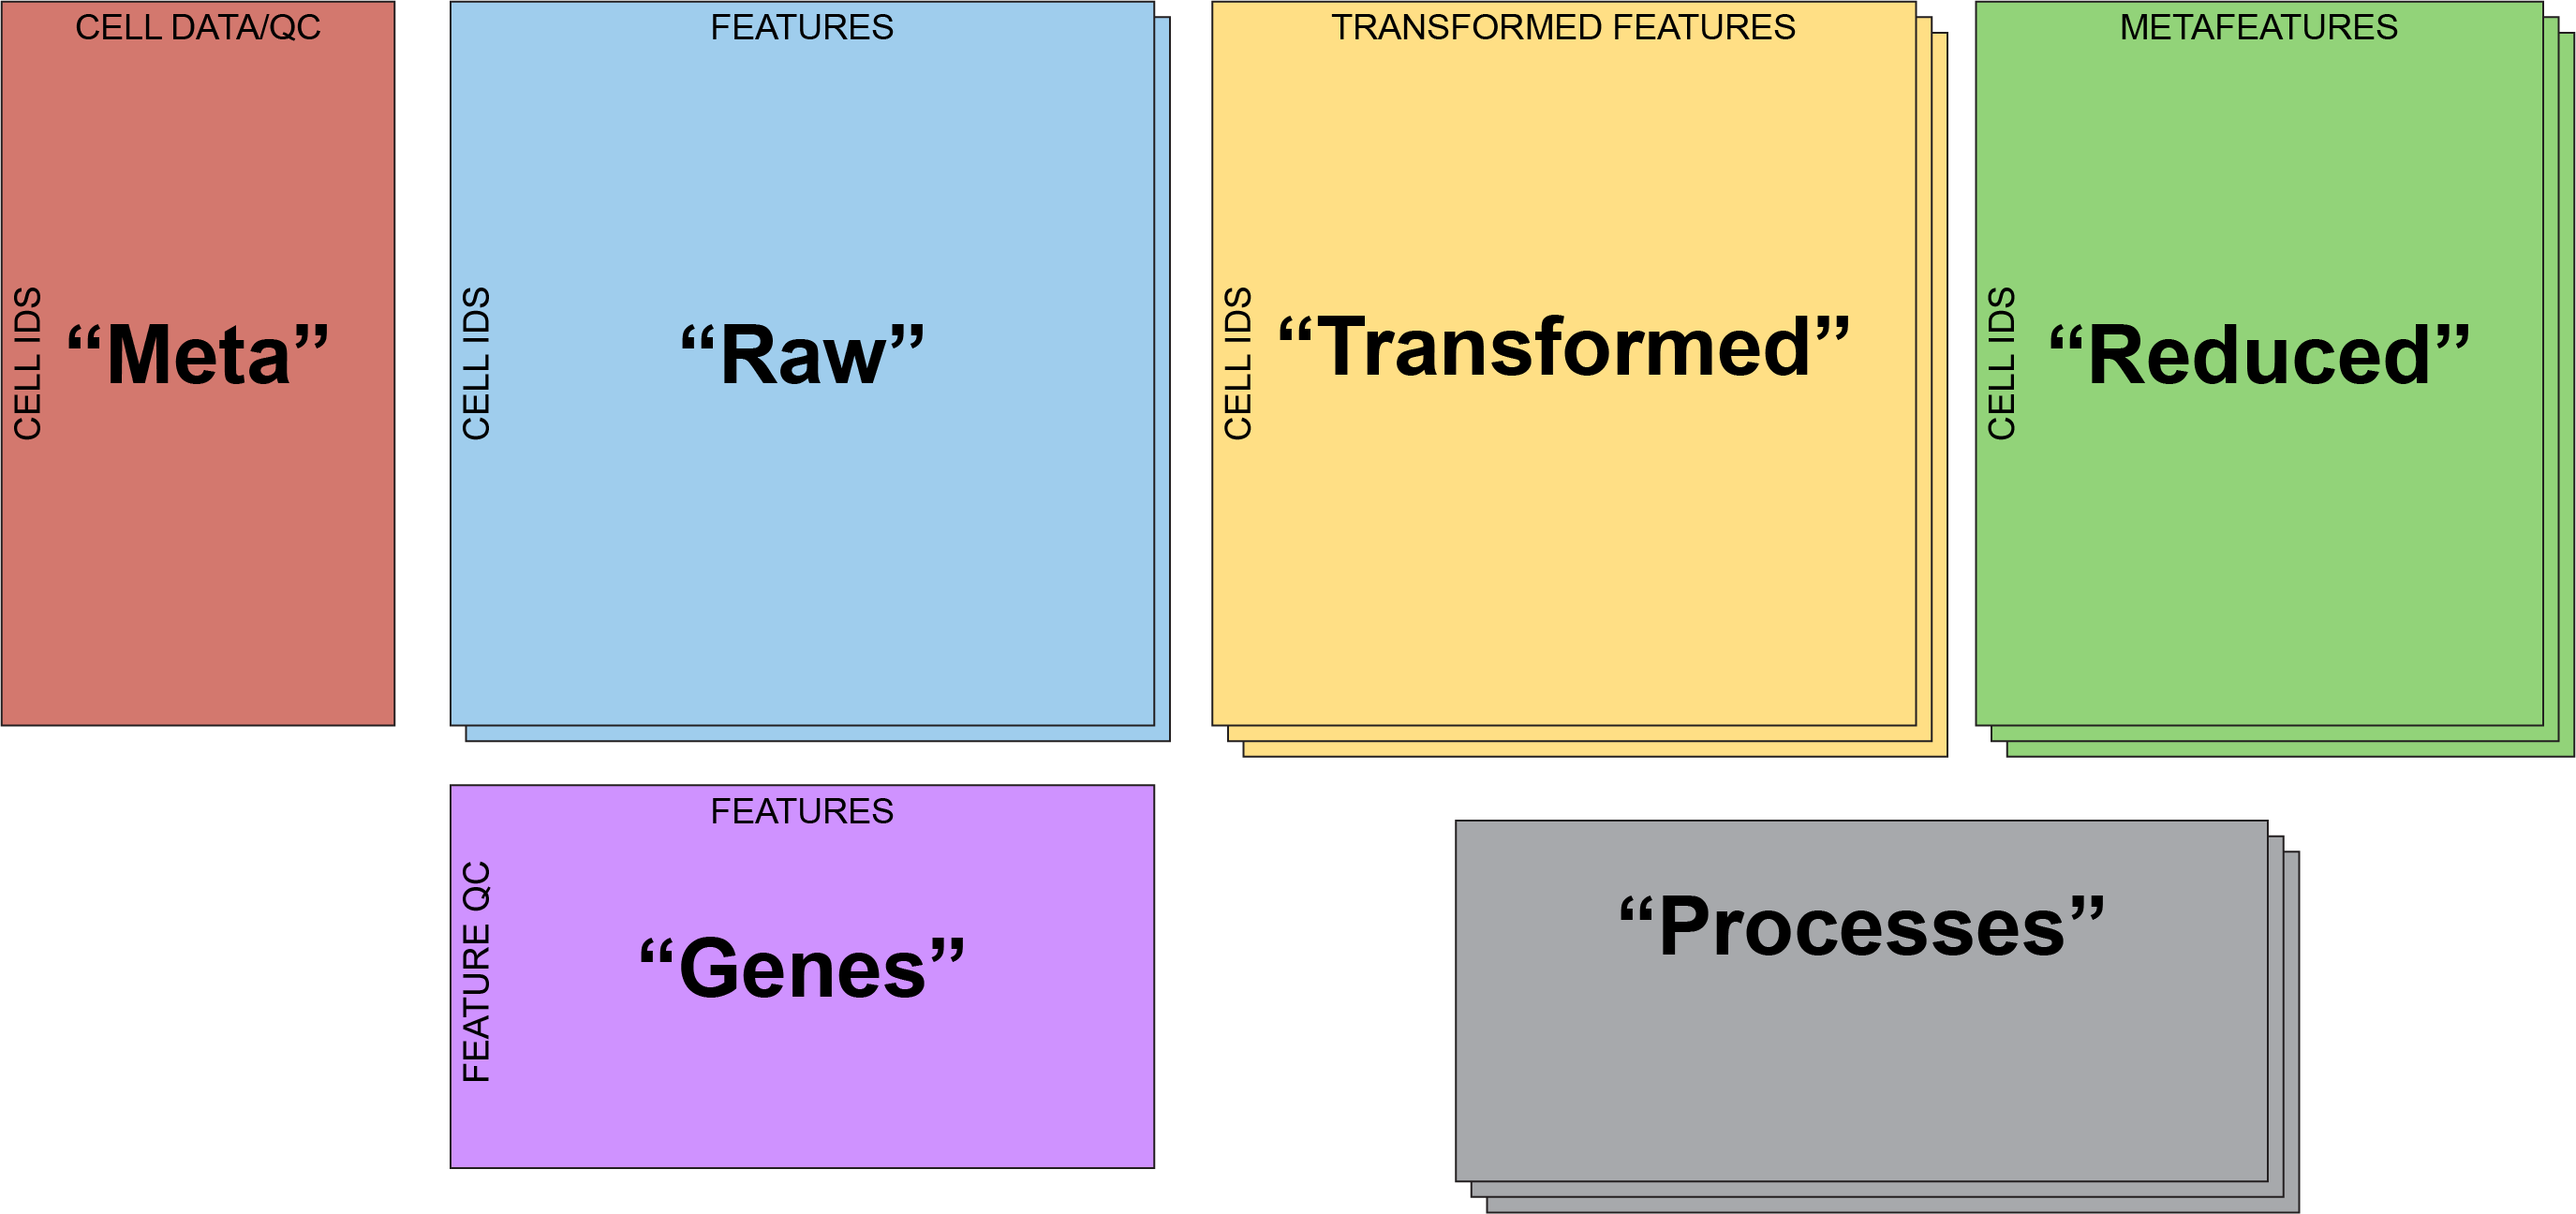 CELL DATA/QC
CELL IDS
“Meta”
FEATURES
CELL IDS
“Raw”
TRANSFORMED FEATURES
CELL IDS
“Transformed”
METAFEATURES
CELL IDS
“Reduced”
FEATURES
FEATURE QC
“Genes”
“Processes”